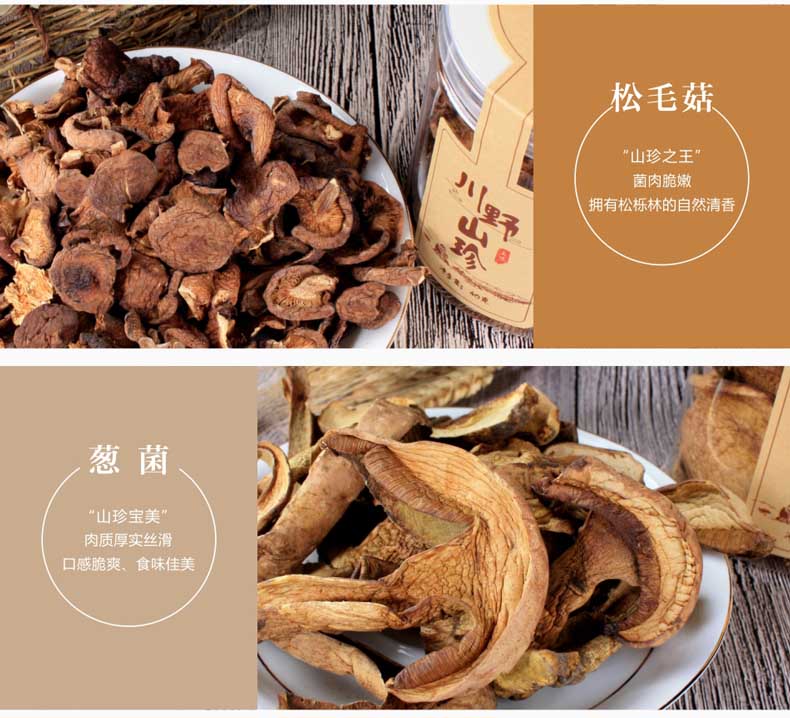 松毛菇
“山珍之王”
菌肉脆嫩
拥有松栎林的自然清香
川野
山珍
葱菌
“山珍宝美”
肉质厚实丝滑
口感脆爽、食味佳美